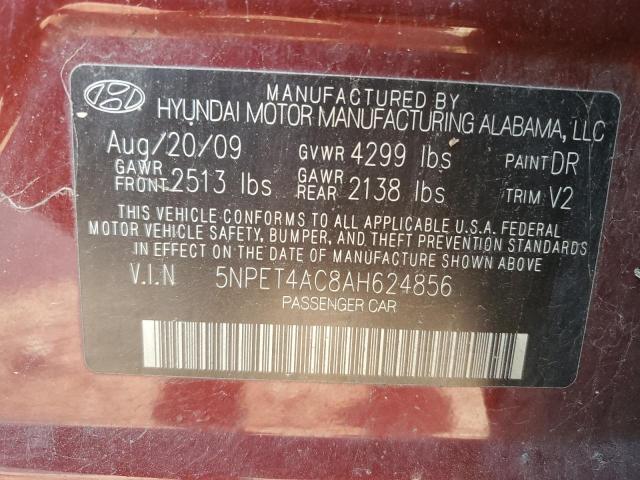 MANUFACTURED BY
HYUNDAI MOTOR MANUFACTURING ALABAMA, LLC
Aug/20/09 GVWR 4299 lbs PAINT DR
GAWR FRONT 2513 lbs GAWR REAR 2138 lbs TRIM V2
THIS VEHICLE CONFORMS TO ALL APPLICABLE U.S.A. FEDERAL
MOTOR VEHICLE SAFETY, BUMPER, AND THEFT PREVENTION STANDARDS
IN EFFECT ON THE DATE OF MANUFACTURE SHOWN ABOVE
V.I.N 5NPET4AC8AH624856
PASSENGER CAR